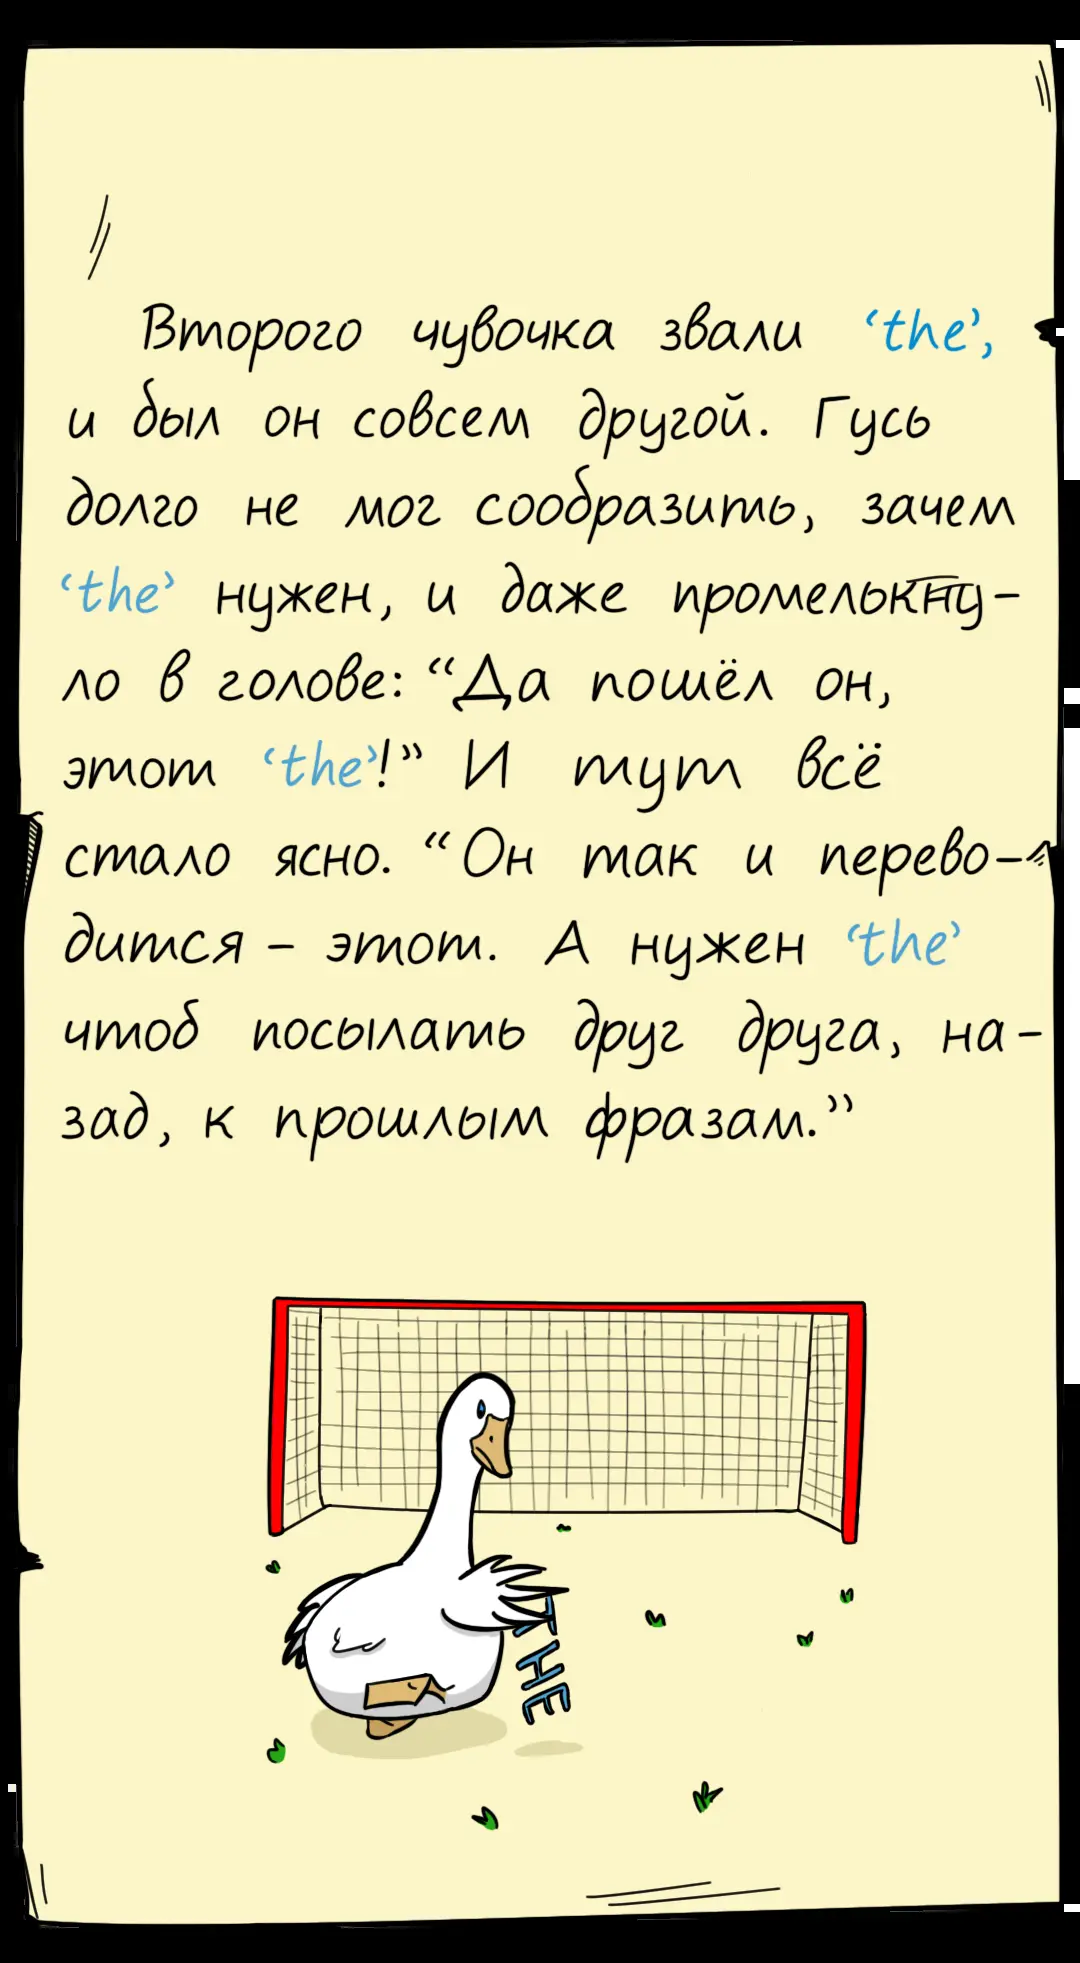 Второго чувочка звали ‘the’,
и был он совсем другой. Гусь
долго не мог сообразить, зачем
‘the’ нужен, и даже промелькну-
ло в голове: “Да пошёл он,
этот ‘the’!” И тут всё
стало ясно. “Он так и перево-
дится – этот. А нужен ‘the’
чтоб посылать друг друга, на-
зад, к прошлым фразам.”
THE